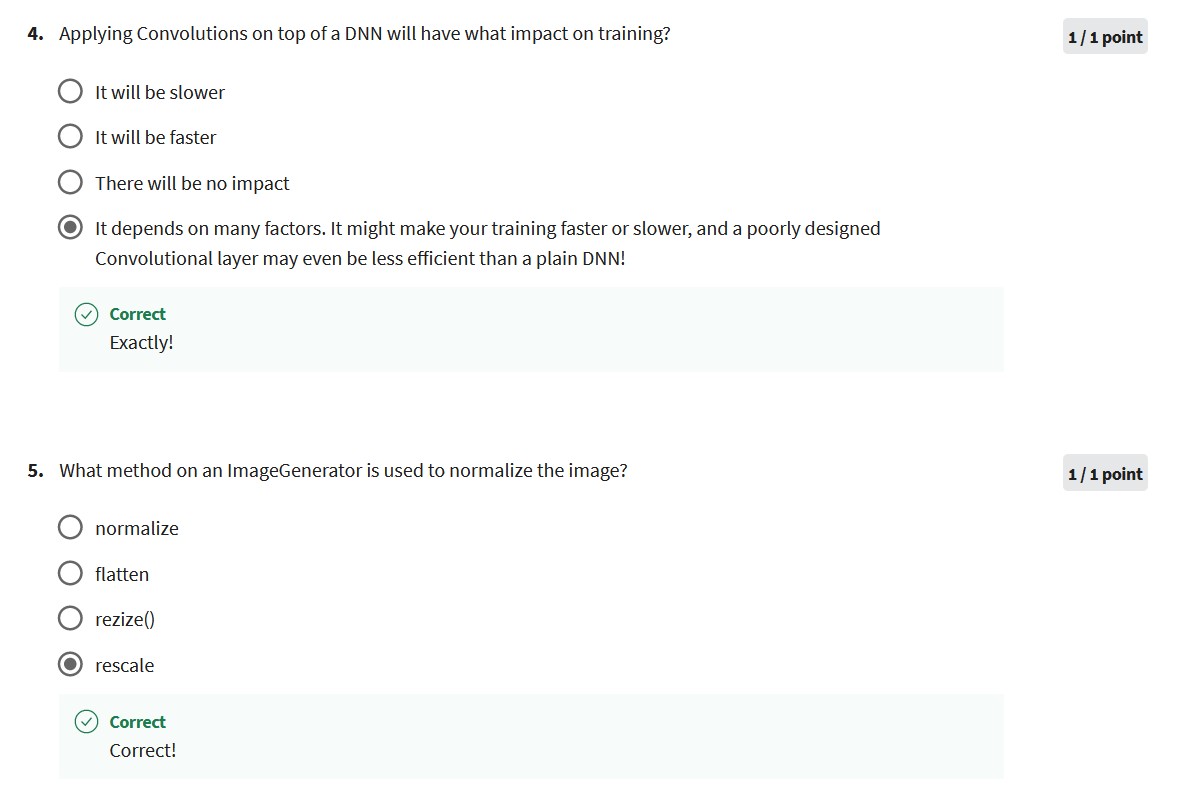 4. Applying Convolutions on top of a DNN will have what impact on training?
1 / 1 point
It will be slower
It will be faster
There will be no impact
It depends on many factors. It might make your training faster or slower, and a poorly designed
Convolutional layer may even be less efficient than a plain DNN!
Correct
Exactly!
5. What method on an ImageGenerator is used to normalize the image?
1 / 1 point
normalize
flatten
rezize()
rescale
Correct
Correct!